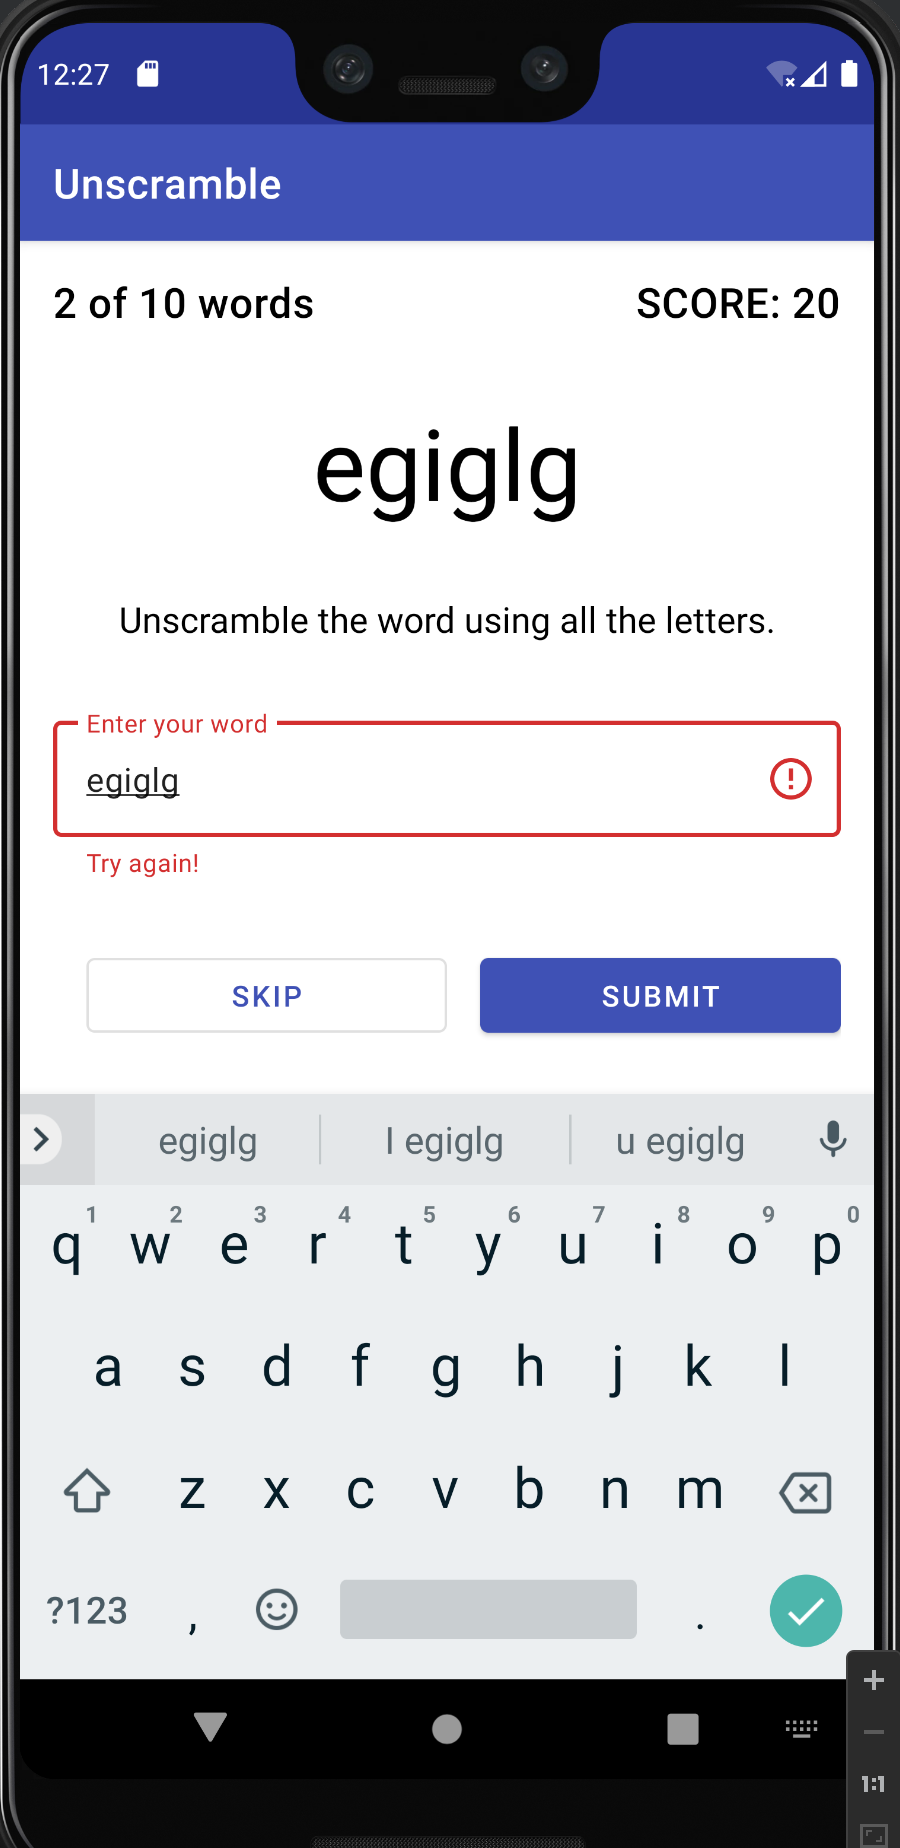 12:27
Unscramble
2 of 10 words SCORE: 20
egiglg
Unscramble the word using all the letters.
Enter your word
egiglg
Try again!
SKIP SUBMIT
egiglg l egiglg u egiglg
1 2 3 4 5 6 7 8 9 0
q w e r t y u i o p
a s d f g h j k l
z x c v b n m
?123 , .
1:1